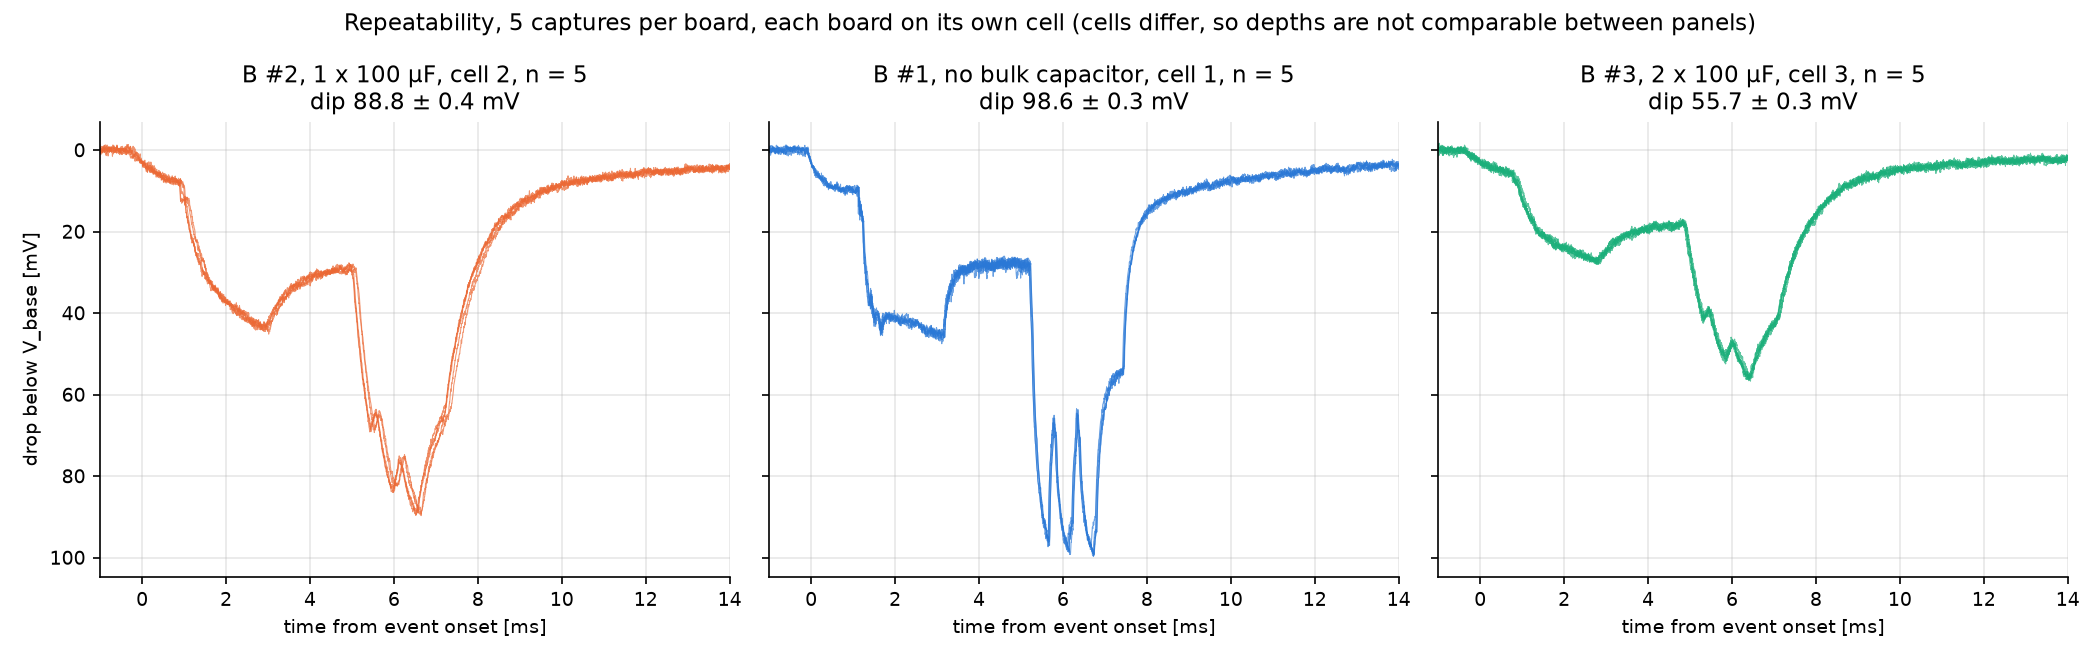 Repeatability, 5 captures per board, each board on its own cell (cells differ, so depths are not comparable between panels)
B #2, 1 x 100 µF, cell 2, n = 5
dip 88.8 ± 0.4 mV
B #1, no bulk capacitor, cell 1, n = 5
dip 98.6 ± 0.3 mV
B #3, 2 x 100 µF, cell 3, n = 5
dip 55.7 ± 0.3 mV
drop below V_base [mV]
0
20
40
60
80
100
0 2 4 6 8 10 12 14
time from event onset [ms]
0 2 4 6 8 10 12 14
time from event onset [ms]
0 2 4 6 8 10 12 14
time from event onset [ms]